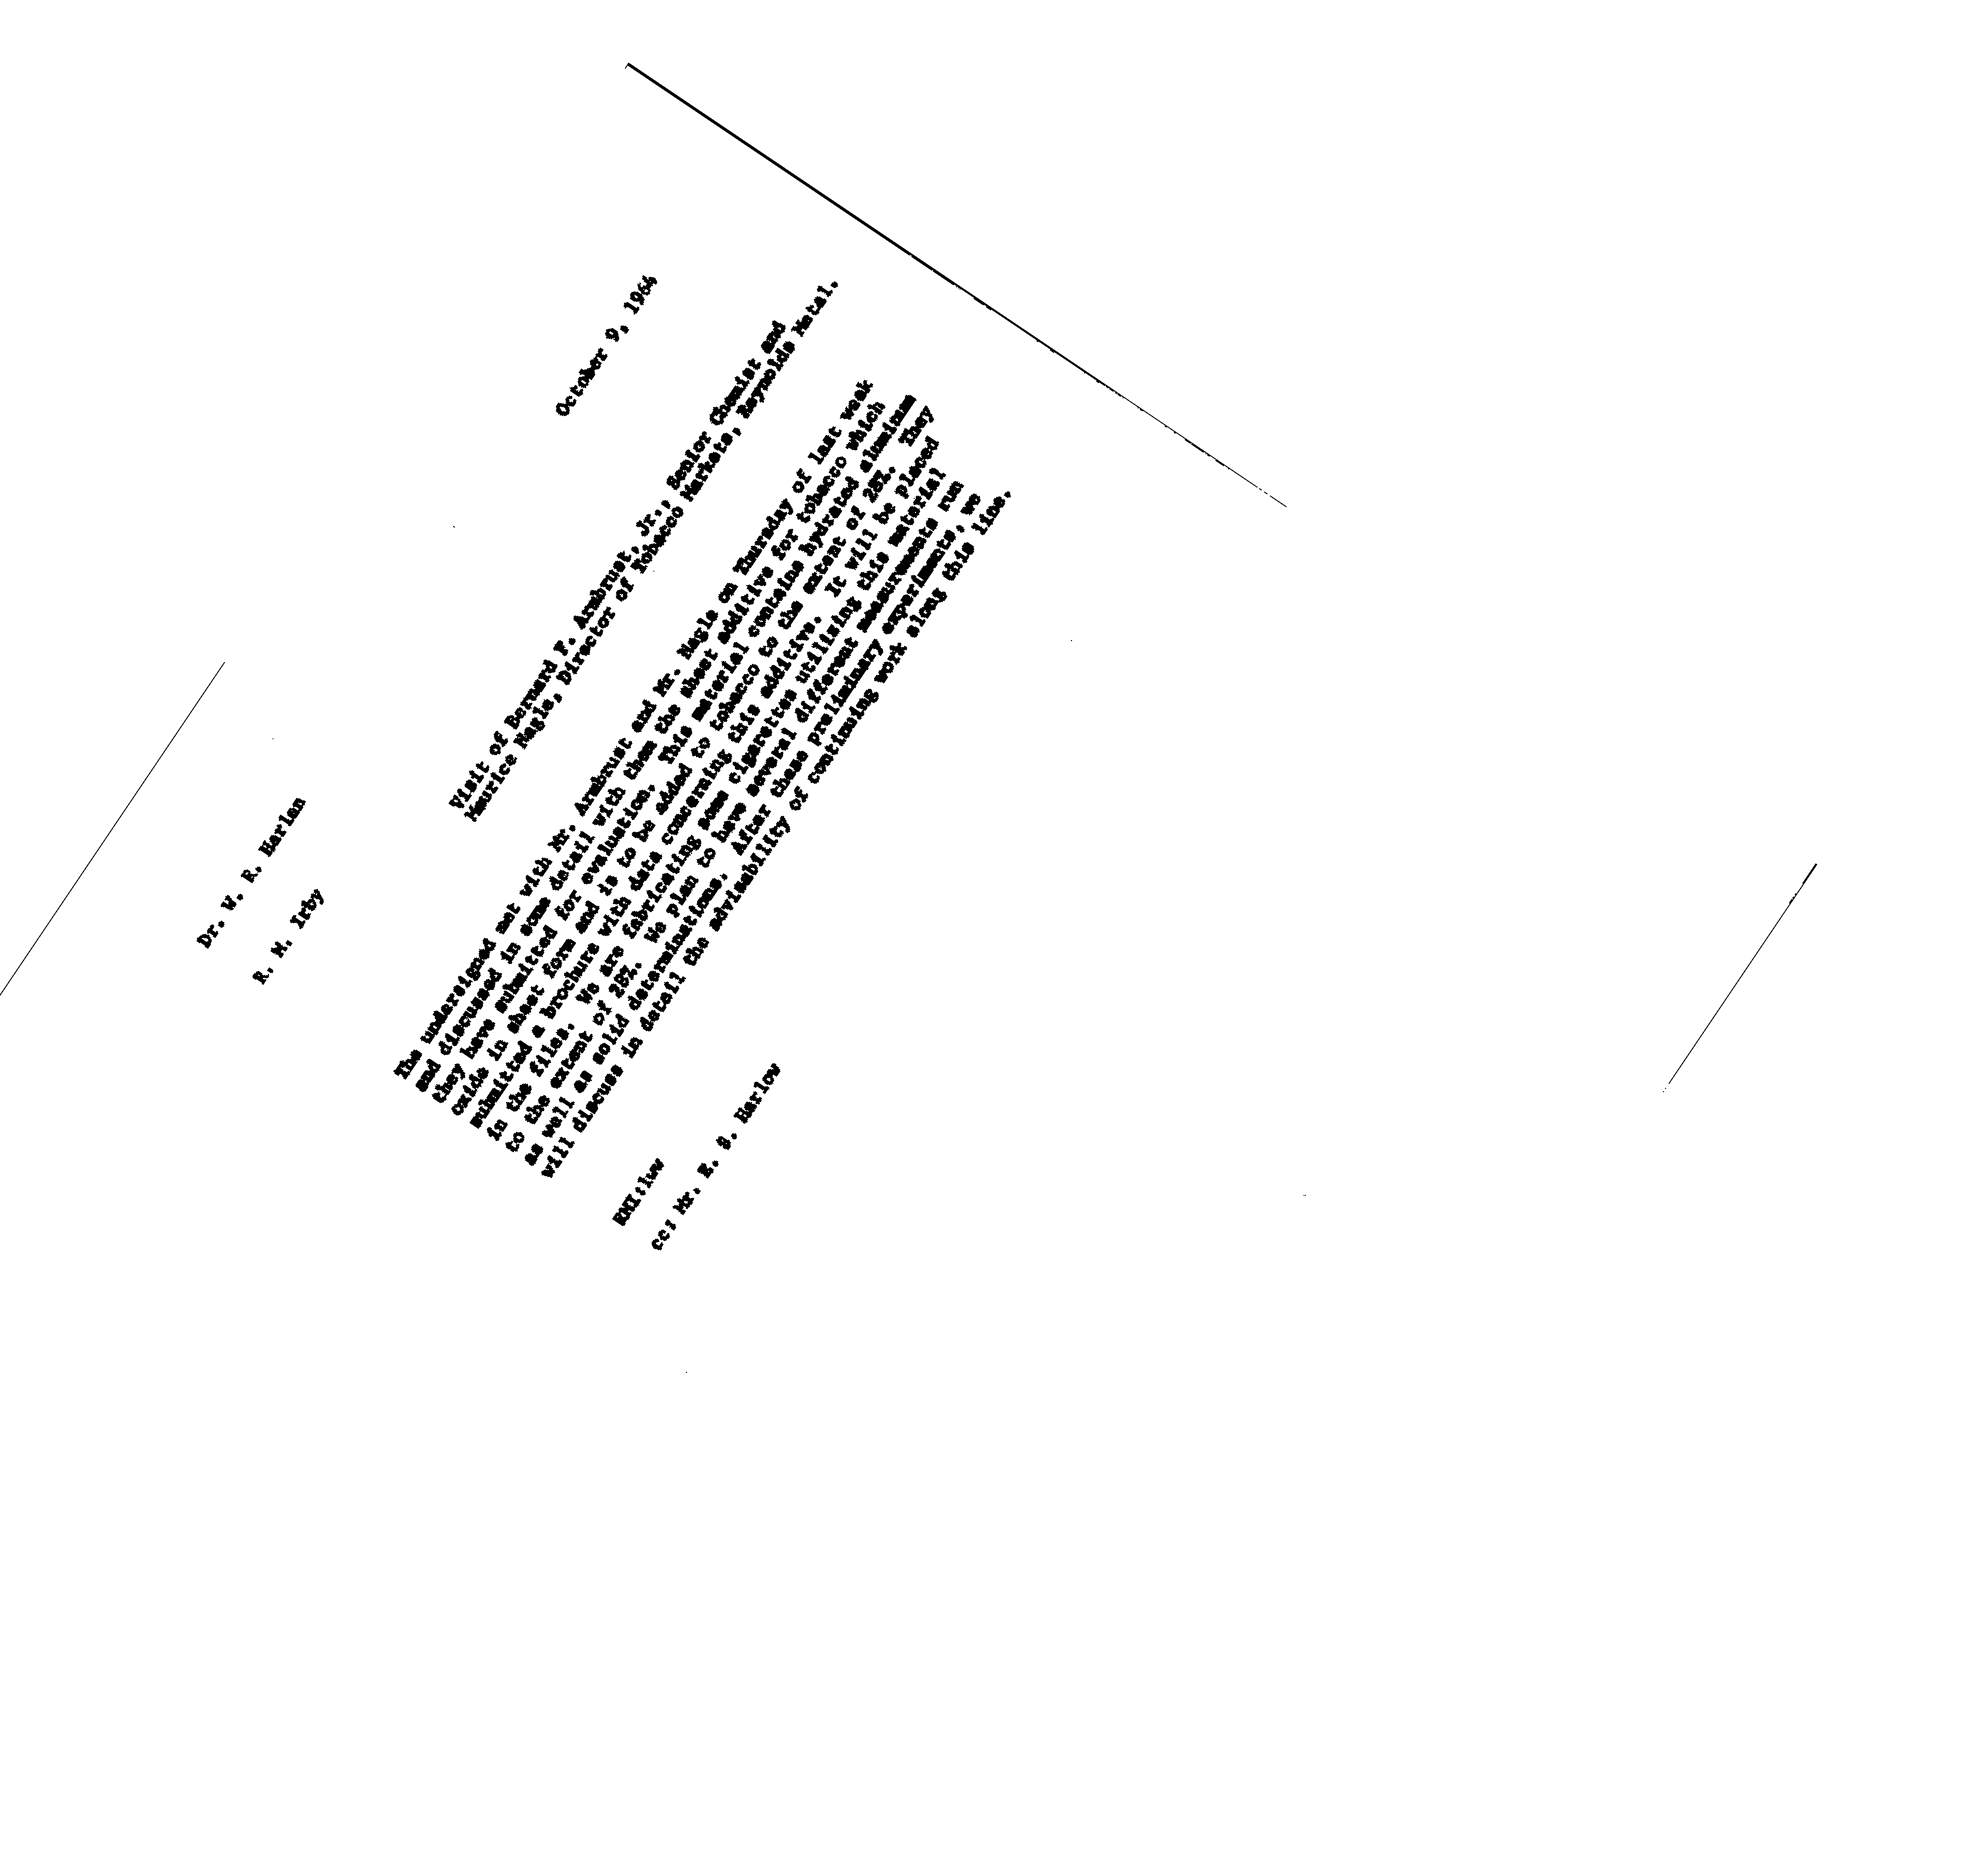 Dr. W. R. Harlan
October 9, 1964
R. M. Irby
Visit of Bernard F. Armbrust, Jr., Senior Chemist and
Maurice Nagle, Director of Tobacco Markets, Reynolds Metal.
The undersigned met with Mr. Armbrust and Mr. Nagle on Thursday of last week
and discussed in some detail with them the sheet additive for tobacco which
they have submitted for evaluation. This material contains hydrated aluminum
oxide in sheet form and is to be added to tobacco to the extent of 25%. They
submitted a brochure with data concerning this additive. It will be placed
in the files. We are fabricating some cigarettes utilizing this material
to the extent of 25%. We plan to have several different measurements run
as well as solid determinations. After these preliminary experiments, we
will discuss in detail the advisability of continuing work along this line.
RMI:lww
cc: Mr. E. S. Harlow